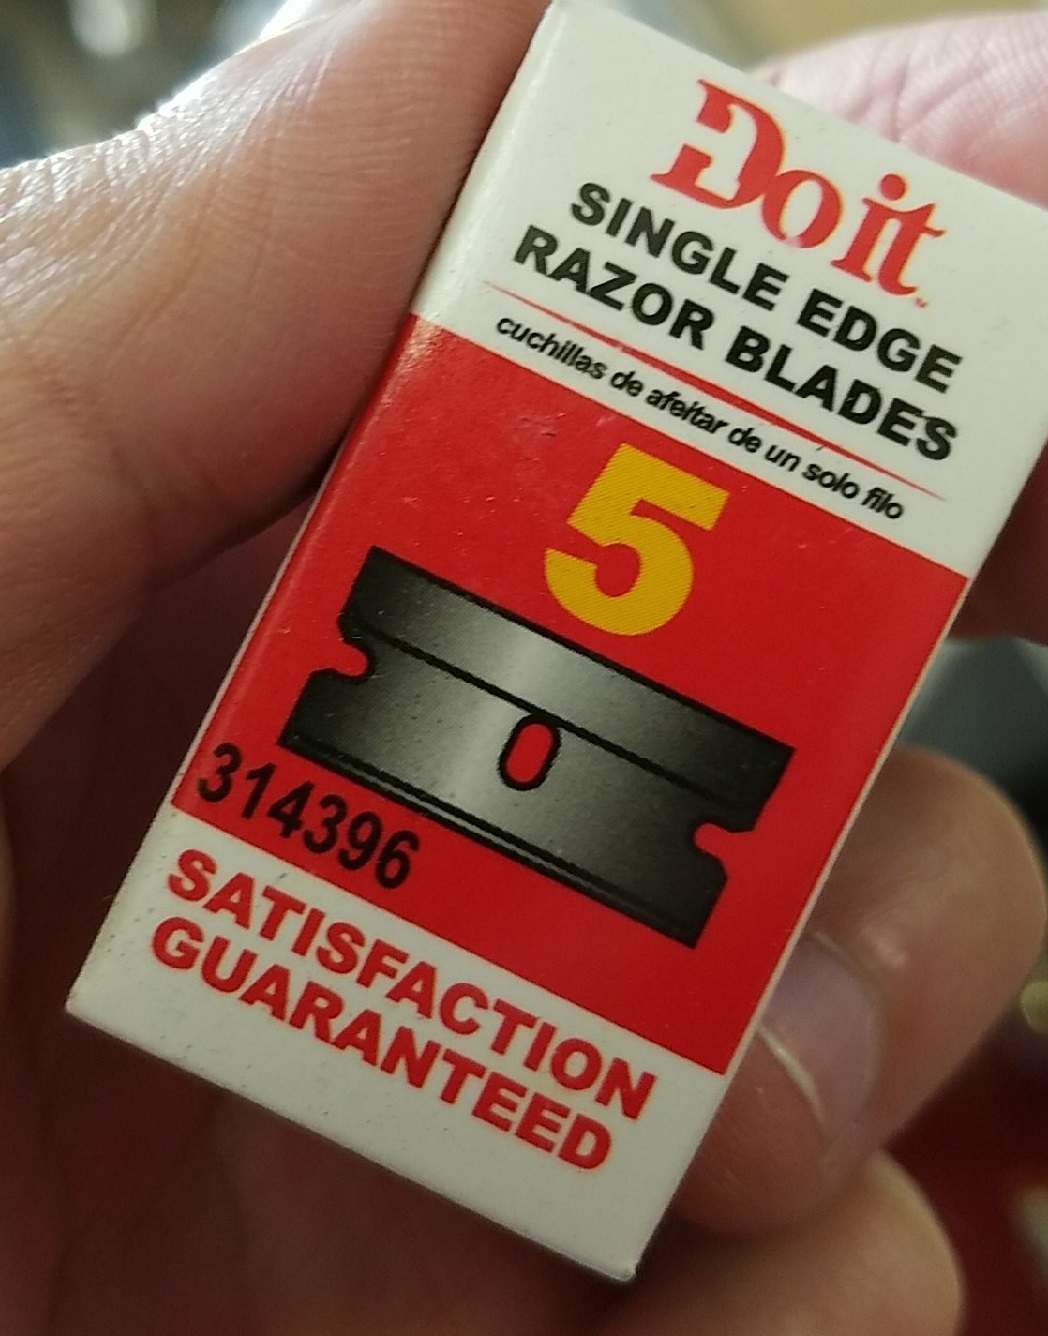 Do it
SINGLE EDGE
RAZOR BLADES
cuchillas de afeitar de un solo filo
5
314396
SATISFACTION
GUARANTEED